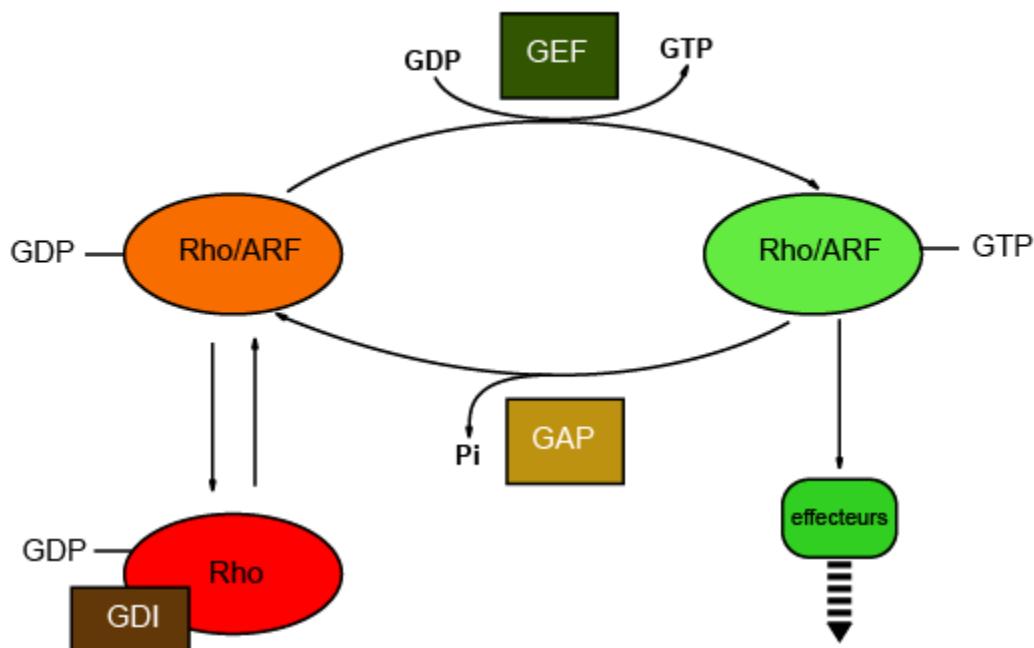 GDP
GEF
GTP
GDP
Rho/ARF
Rho/ARF
GTP
Pi
GAP
effecteurs
GDP
Rho
GDI